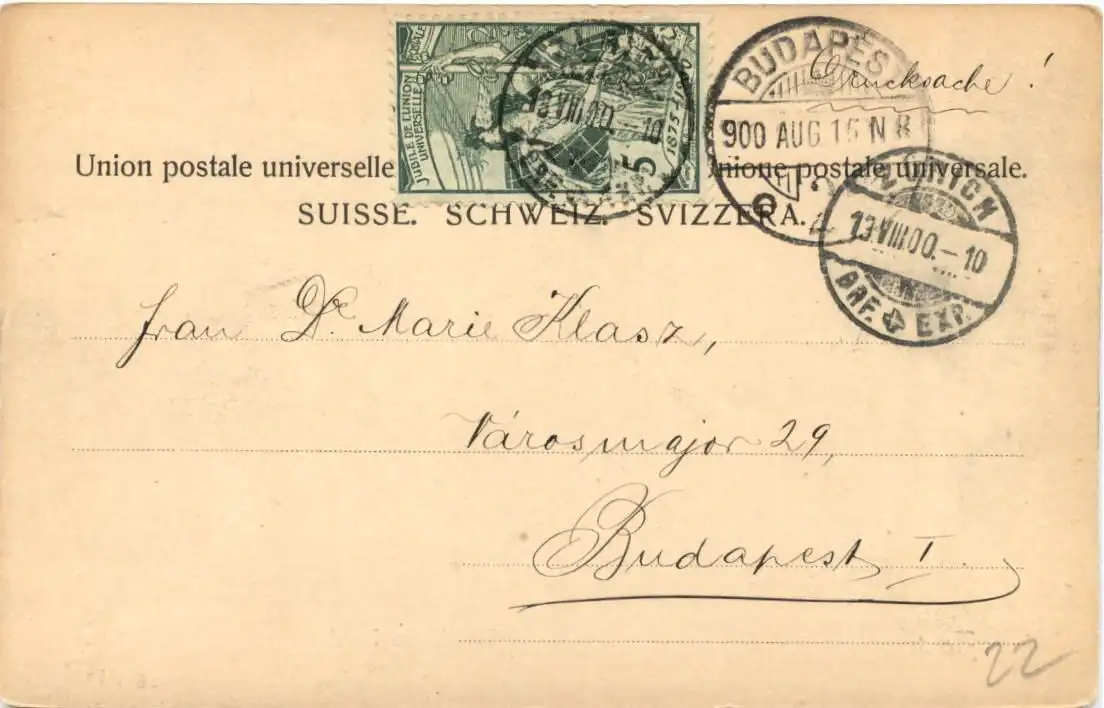 JUBILÉ DE L'UNION
UNIVERSELLE
POSTALE
1875
5
13.VIII.00.-10
BUDAPEST
900 AUG 15 N 8
Drucksache!
Union postale universelle
nione postale universale.
SUISSE. SCHWEIZ. SVIZZERA.
ZÜRICH
13.VIII.00.-10
BRF. EXP.
Frau Dr. Marie Klasz,
Városmajor 29,
Budapest I.
22